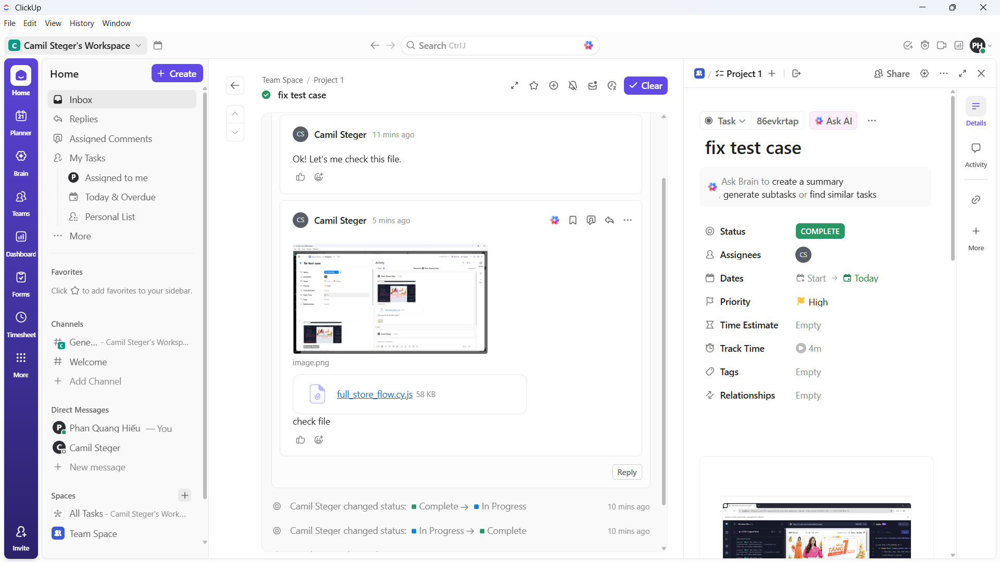 ClickUp
File Edit View History Window
C Camil Steger's Workspace
Search Ctrl J
PH
Home
Planner
Brain
Teams
Dashboard
Forms
Timesheet
More
Invite
Home
+ Create
Inbox
Replies
Assigned Comments
My Tasks
P Assigned to me
Today & Overdue
Personal List
More
Favorites
Click to add favorites to your sidebar.
Channels
Gene... - Camil Steger's Worksp...
Welcome
Add Channel
Direct Messages
P Phan Quang Hiếu — You
C Camil Steger
New message
Spaces
All Tasks - Camil Steger's Work...
Team Space
Team Space / Project 1
fix test case
Clear
CS Camil Steger 11 mins ago
Ok! Let's me check this file.
CS Camil Steger 5 mins ago
fix test case
Activity
image.png
full_store_flow.cy.js 58 KB
check file
Reply
Camil Steger changed status: Complete → In Progress 10 mins ago
Camil Steger changed status: In Progress → Complete 10 mins ago
/ Project 1
Share
Task 86evkrtap Ask AI
fix test case
Ask Brain to create a summary
, generate subtasks or find similar tasks
Status COMPLETE
Assignees CS
Dates Start → Today
Priority High
Time Estimate Empty
Track Time 4m
Tags Empty
Relationships Empty
MUA
TẶNG 1
Details
Activity
More